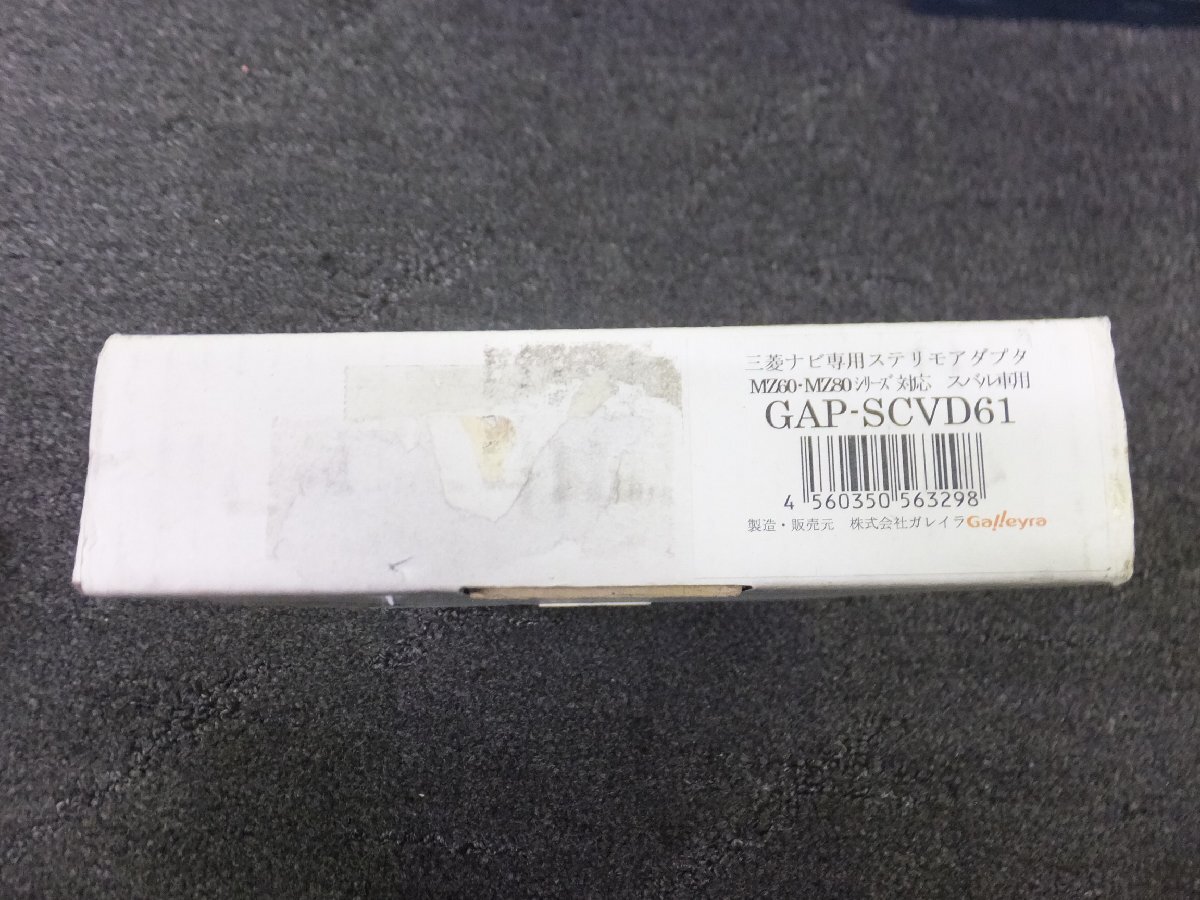 三菱ナビ専用ステリモアダプタ
MZ60・MZ80シリーズ対応　スバル車用
GAP-SCVD61
4 560350 563298
製造・販売元　株式会社ガレイラ Galleyra